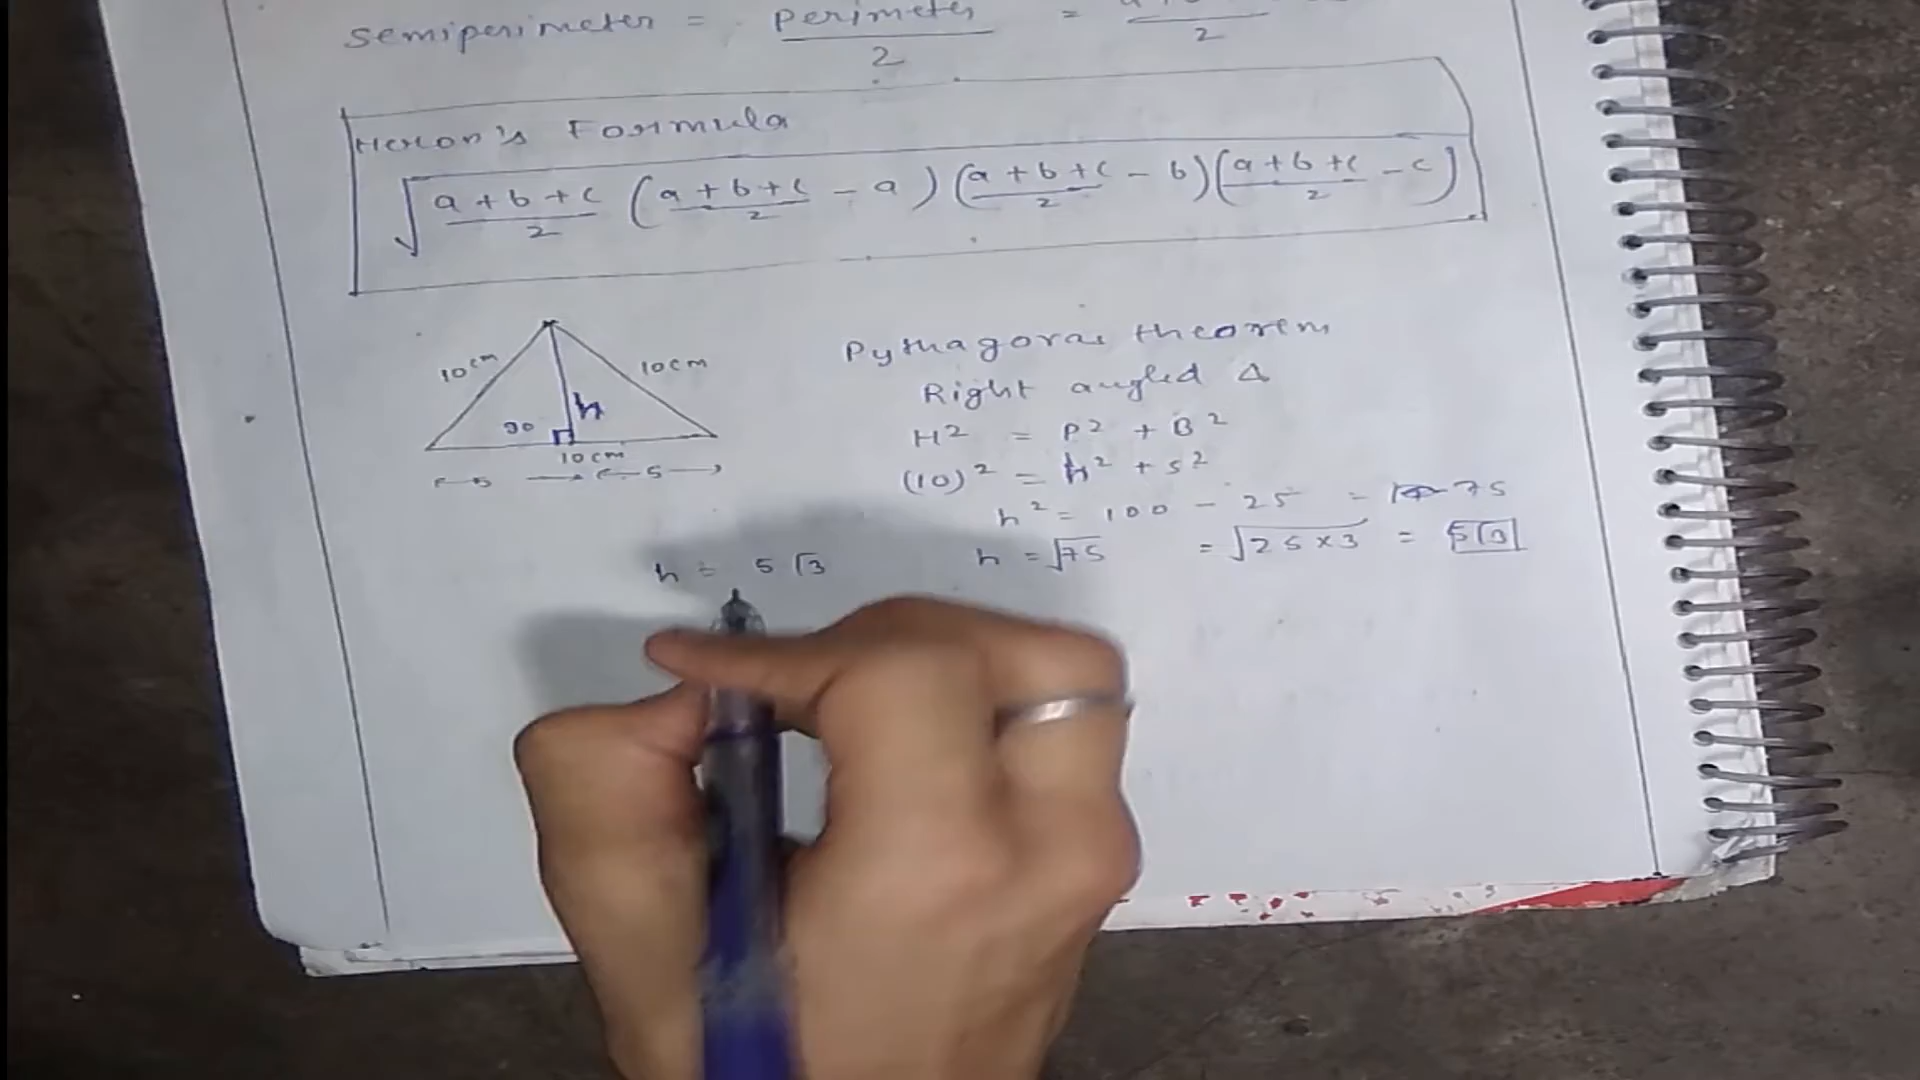 semiperimeter = perimeter/2 = /2
Heron's Formula
√(a+b+c)/2 ((a+b+c)/2 - a) ((a+b+c)/2 - b) ((a+b+c)/2 - c)
10cm 10cm
90 h
10cm
5 5
Pythagoras theorem
Right angled Δ
H² = P² + B²
(10)² = h² + 5²
h² = 100 - 25 = 75
h = √75 = √25×3 = 5√3
h = 5√3